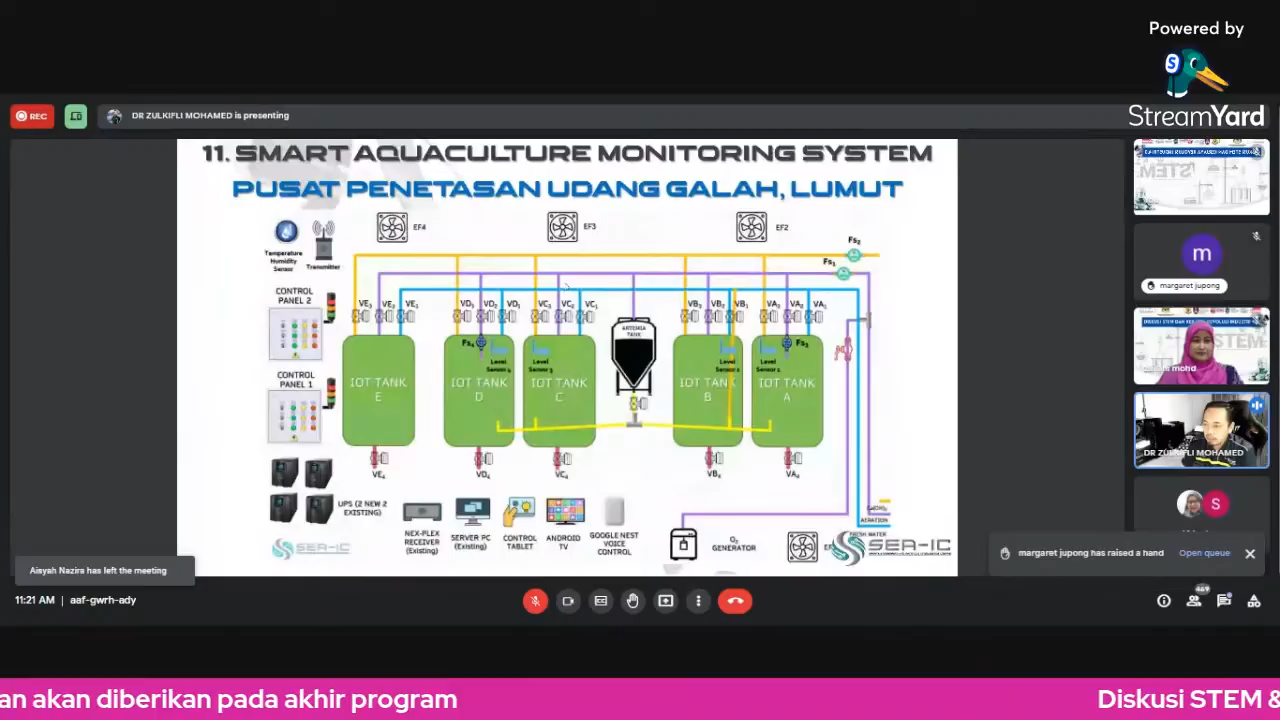 Powered by
StreamYard
REC
DR ZULKIFLI MOHAMED is presenting
11. SMART AQUACULTURE MONITORING SYSTEM
PUSAT PENETASAN UDANG GALAH, LUMUT
EF4
EF3
EF2
Temperature
Humidity
Sensor
Transmitter
Fs2
Fs1
CONTROL
PANEL 2
VE3 VE2 VE1
VD3 VD2 VD1
VC3 VC2 VC1
VB3 VB2 VB1
VA3 VA2 VA1
ARTEMIA
TANK
Fs4
Level
Sensor 4
Level
Sensor 3
Level
Level
CONTROL
PANEL 1
IOT TANK
E
IOT TANK
D
IOT TANK
C
IOT TANK
B
IOT TANK
A
VE4
VD4
VC4
VB4
VA4
UPS (2 NEW 2
EXISTING)
NEX-PLEX
RECEIVER
(Existing)
SERVER PC
(Existing)
CONTROL
TABLET
ANDROID
TV
GOOGLE NEST
VOICE
CONTROL
O2
GENERATOR
AERATION
FRESH WATER
SEA-IC
SEA-IC
m
margaret jupong
mohd
DR ZULKIFLI MOHAMED
S
margaret jupong has raised a hand
Open queue
Aisyah Nazira has left the meeting
11:21 AM | aaf-gwrh-ady
469
an akan diberikan pada akhir program
Diskusi STEM &